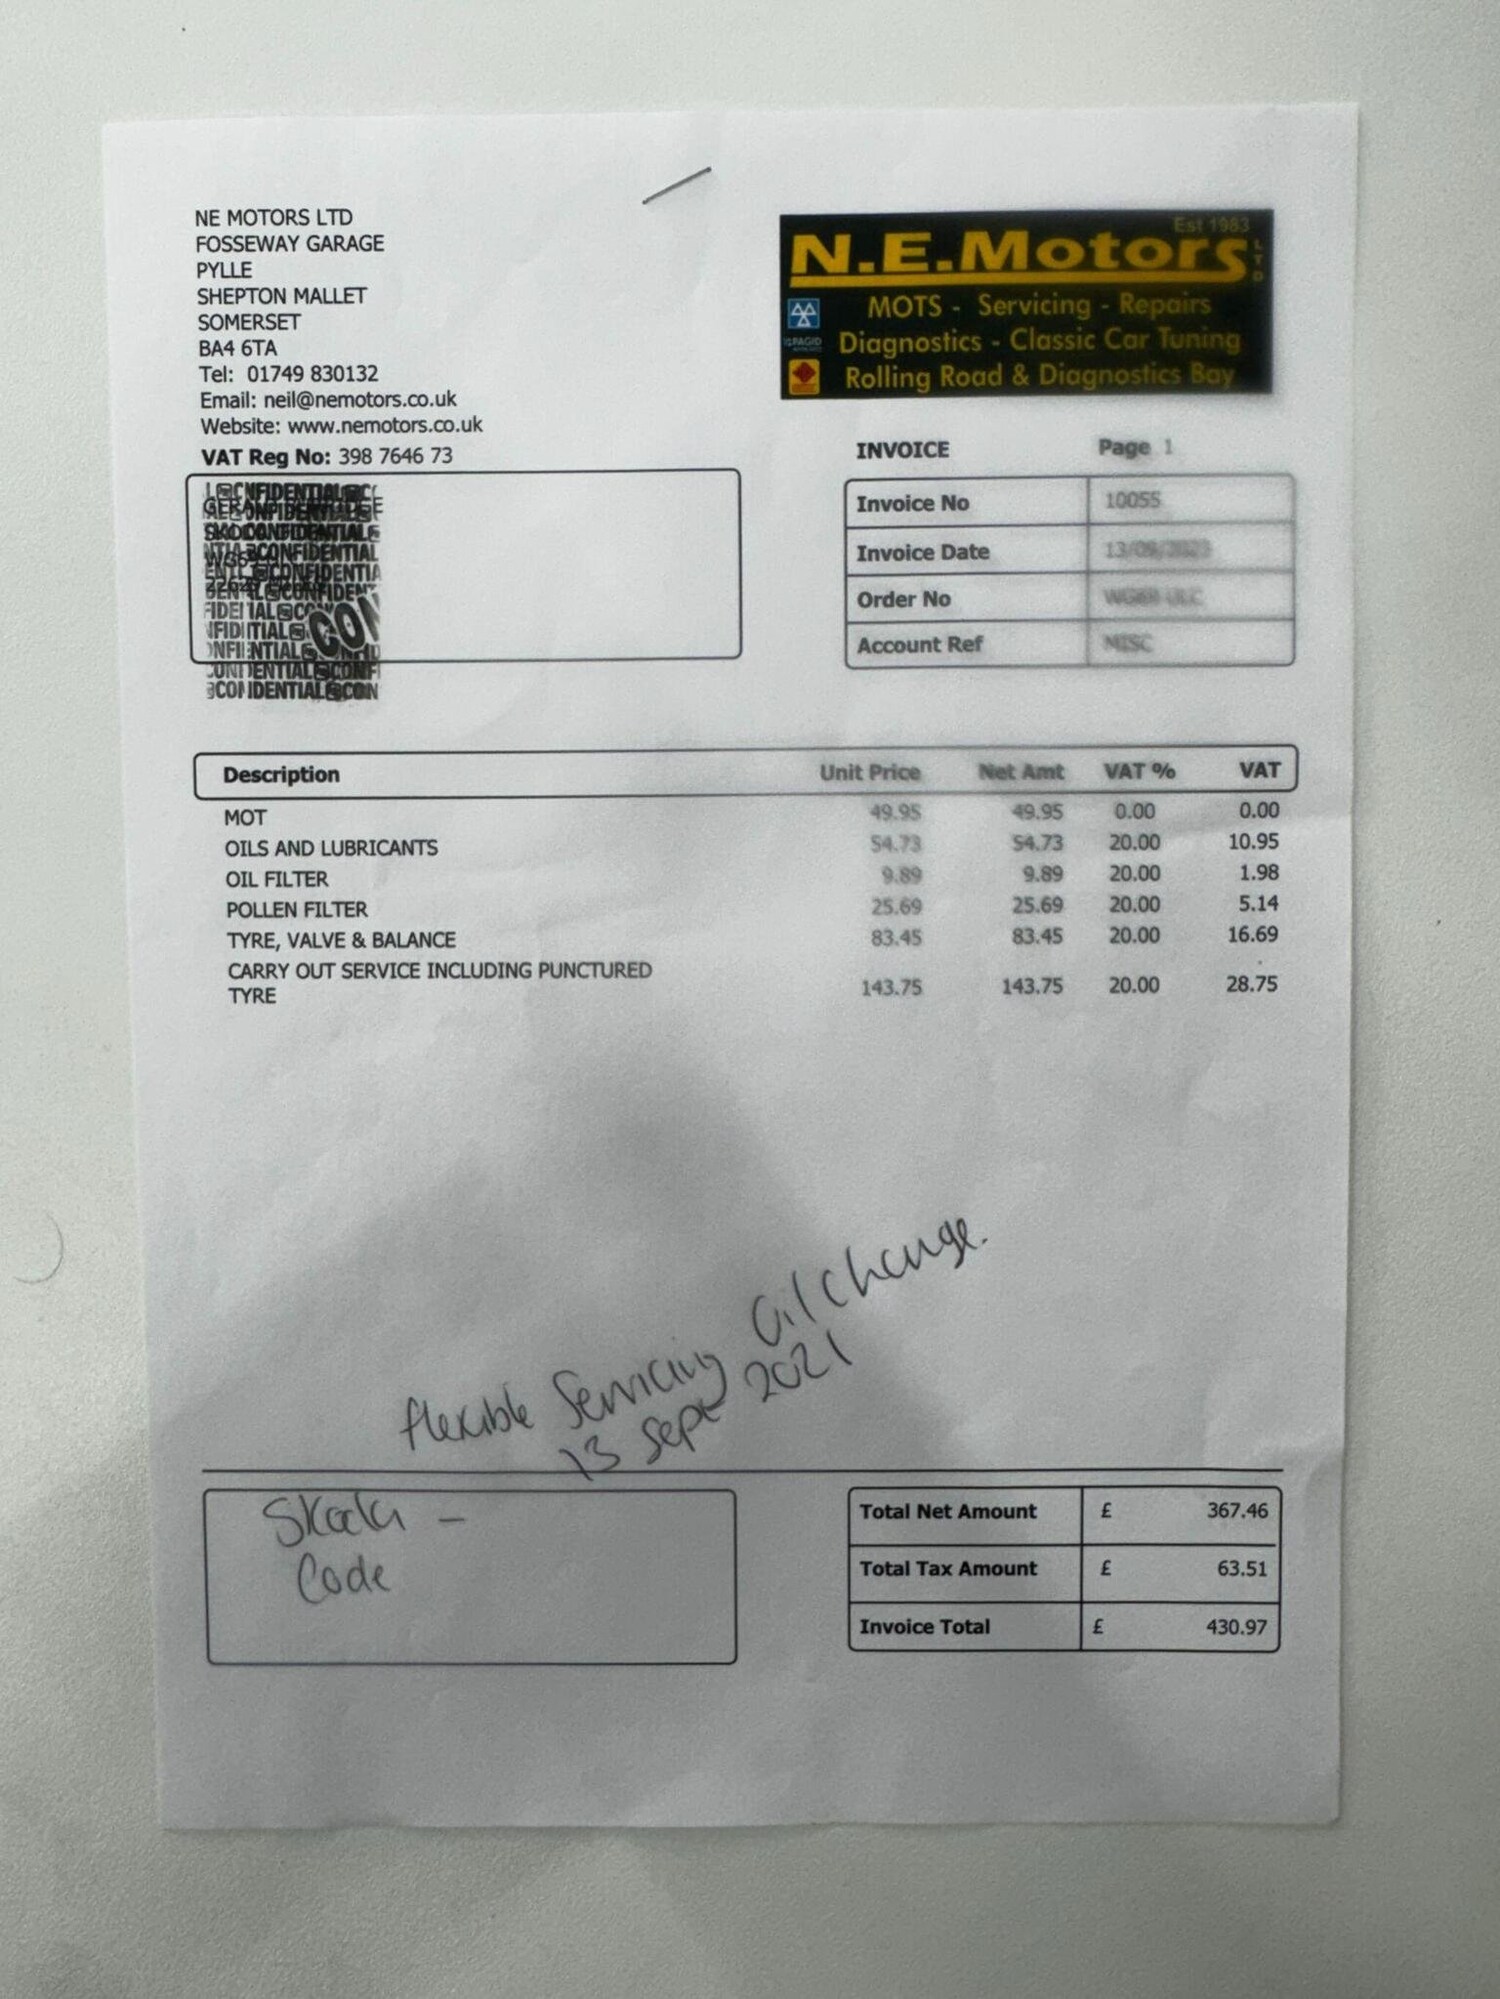 NE MOTORS LTD
FOSSEWAY GARAGE
PYLLE
SHEPTON MALLET
SOMERSET
BA4 6TA
Tel: 01749 830132
Email: neil@nemotors.co.uk
Website: www.nemotors.co.uk
VAT Reg No: 398 7646 73
Est 1983
N.E.Motors LTD
MOTS - Servicing - Repairs
Diagnostics - Classic Car Tuning
Rolling Road & Diagnostics Bay
INVOICE Page 1
Invoice No 10055
Invoice Date
Order No
Account Ref MISC
CONFIDENTIAL
Description Unit Price Net Amt VAT % VAT
MOT 49.95 49.95 0.00 0.00
OILS AND LUBRICANTS 54.73 54.73 20.00 10.95
OIL FILTER 9.89 9.89 20.00 1.98
POLLEN FILTER 25.69 25.69 20.00 5.14
TYRE, VALVE & BALANCE 83.45 83.45 20.00 16.69
CARRY OUT SERVICE INCLUDING PUNCTURED
TYRE 143.75 143.75 20.00 28.75
flexible Servicing Oil Change.
13 Sept 2021
Skoda -
Code
Total Net Amount £ 367.46
Total Tax Amount £ 63.51
Invoice Total £ 430.97